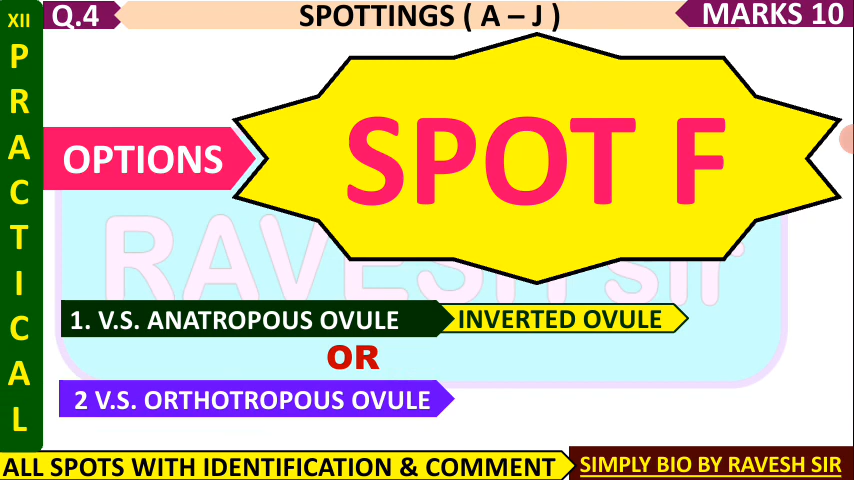 XII
PRACTICAL
Q.4
SPOTTINGS ( A – J )
MARKS 10
OPTIONS
SPOT F
RAVESH sir
1. V.S. ANATROPOUS OVULE
INVERTED OVULE
OR
2 V.S. ORTHOTROPOUS OVULE
ALL SPOTS WITH IDENTIFICATION & COMMENT
SIMPLY BIO BY RAVESH SIR